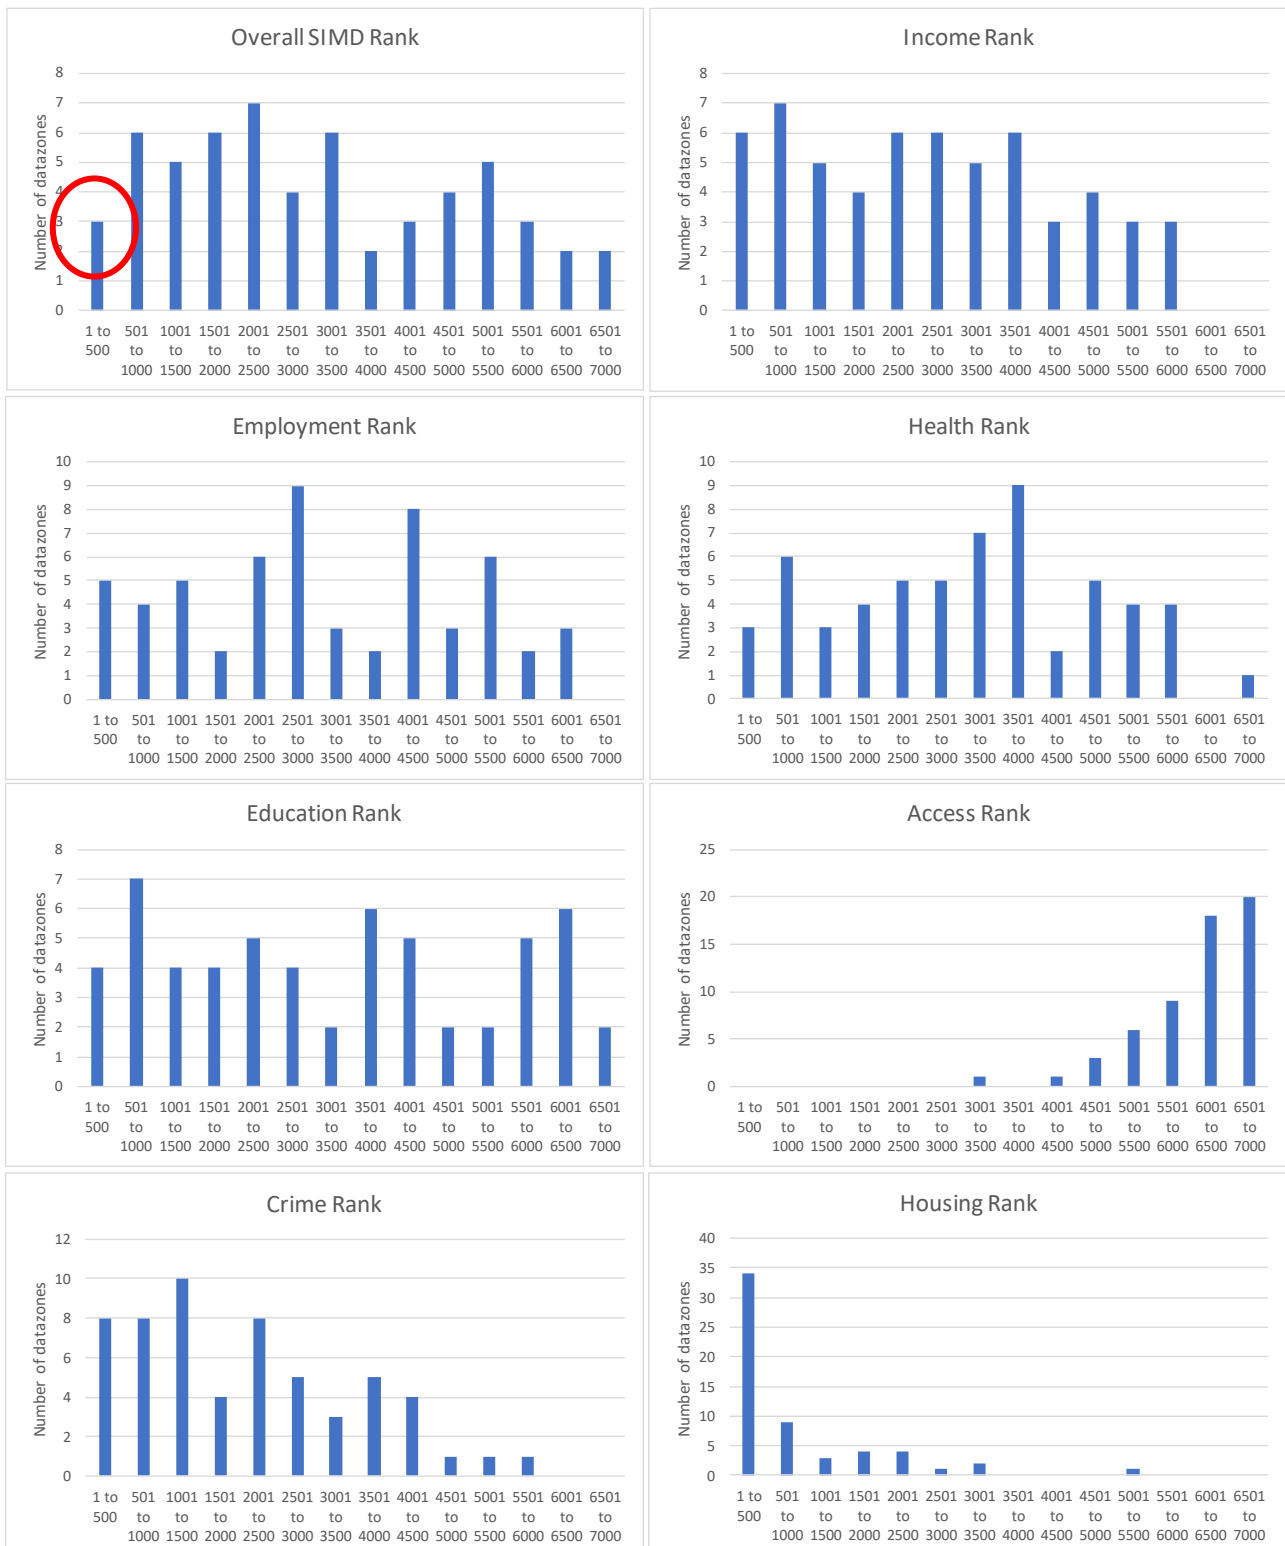 Overall SIMD Rank
Number of datazones
8
7
6
5
4
3
2
1
0
1 to 501 1001 1501 2001 2501 3001 3501 4001 4501 5001 5501 6001 6501
500 to to to to to to to to to to to to to
1000 1500 2000 2500 3000 3500 4000 4500 5000 5500 6000 6500 7000
Income Rank
Number of datazones
8
7
6
5
4
3
2
1
0
1 to 501 1001 1501 2001 2501 3001 3501 4001 4501 5001 5501 6001 6501
500 to to to to to to to to to to to to to
1000 1500 2000 2500 3000 3500 4000 4500 5000 5500 6000 6500 7000
Employment Rank
Number of datazones
10
9
8
7
6
5
4
3
2
1
0
1 to 501 1001 1501 2001 2501 3001 3501 4001 4501 5001 5501 6001 6501
500 to to to to to to to to to to to to to
1000 1500 2000 2500 3000 3500 4000 4500 5000 5500 6000 6500 7000
Health Rank
Number of datazones
10
9
8
7
6
5
4
3
2
1
0
1 to 501 1001 1501 2001 2501 3001 3501 4001 4501 5001 5501 6001 6501
500 to to to to to to to to to to to to to
1000 1500 2000 2500 3000 3500 4000 4500 5000 5500 6000 6500 7000
Education Rank
Number of datazones
8
7
6
5
4
3
2
1
0
1 to 501 1001 1501 2001 2501 3001 3501 4001 4501 5001 5501 6001 6501
500 to to to to to to to to to to to to to
1000 1500 2000 2500 3000 3500 4000 4500 5000 5500 6000 6500 7000
Access Rank
Number of datazones
25
20
15
10
5
0
1 to 501 1001 1501 2001 2501 3001 3501 4001 4501 5001 5501 6001 6501
500 to to to to to to to to to to to to to
1000 1500 2000 2500 3000 3500 4000 4500 5000 5500 6000 6500 7000
Crime Rank
Number of datazones
12
10
8
6
4
2
0
1 to 501 1001 1501 2001 2501 3001 3501 4001 4501 5001 5501 6001 6501
500 to to to to to to to to to to to to to
1000 1500 2000 2500 3000 3500 4000 4500 5000 5500 6000 6500 7000
Housing Rank
Number of datazones
40
35
30
25
20
15
10
5
0
1 to 501 1001 1501 2001 2501 3001 3501 4001 4501 5001 5501 6001 6501
500 to to to to to to to to to to to to to
1000 1500 2000 2500 3000 3500 4000 4500 5000 5500 6000 6500 7000